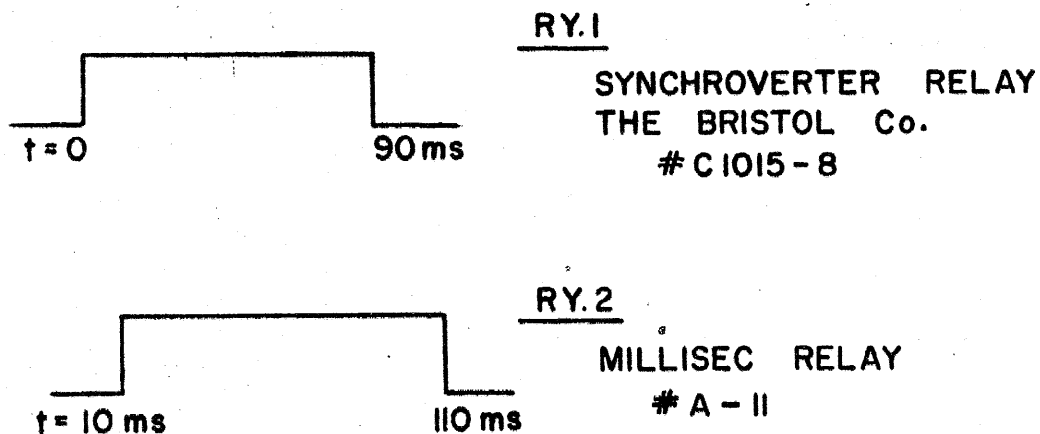 RY.1
SYNCHROVERTER RELAY
THE BRISTOL Co.
# C1015-8
t=0
90 ms
RY.2
MILLISEC RELAY
# A-11
t= 10 ms
110 ms